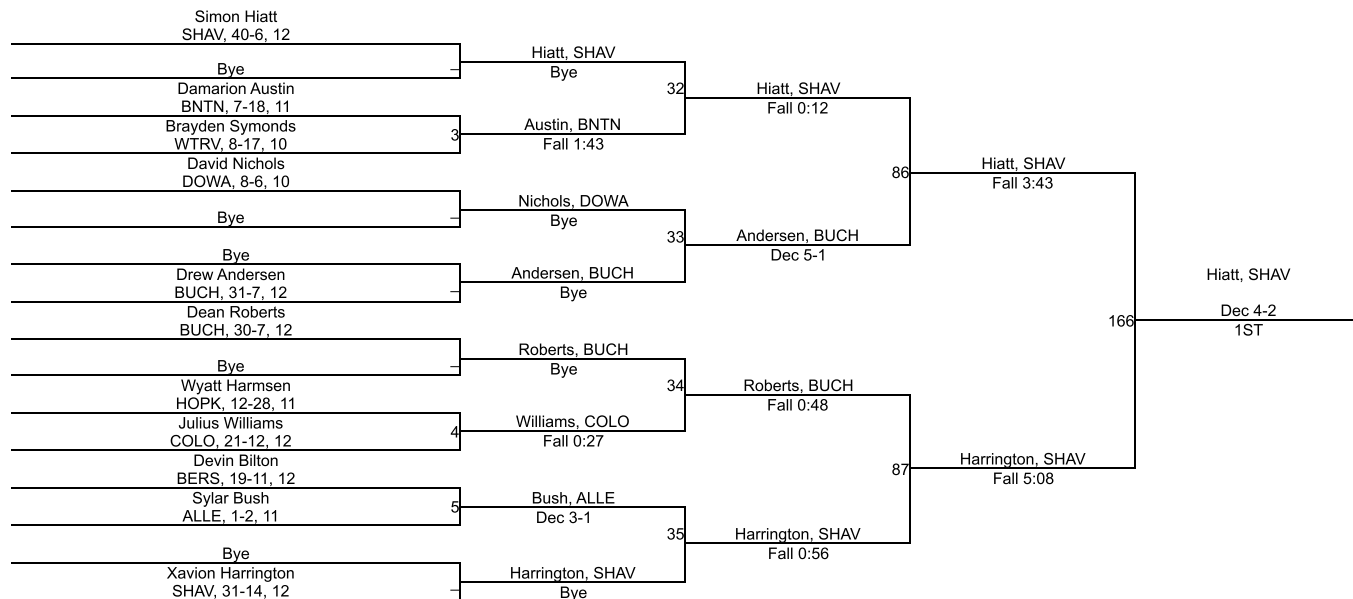 Simon Hiatt
SHAV, 40-6, 12
Bye
Damarion Austin
BNTN, 7-18, 11
Brayden Symonds
WTRV, 8-17, 10
3
David Nichols
DOWA, 8-6, 10
Bye
Bye
Drew Andersen
BUCH, 31-7, 12
Dean Roberts
BUCH, 30-7, 12
Bye
Wyatt Harmsen
HOPK, 12-28, 11
Julius Williams
COLO, 21-12, 12
4
Devin Bilton
BERS, 19-11, 12
Sylar Bush
ALLE, 1-2, 11
5
Bye
Xavion Harrington
SHAV, 31-14, 12
Hiatt, SHAV
Bye
32
Austin, BNTN
Fall 1:43
Nichols, DOWA
Bye
33
Andersen, BUCH
Bye
Roberts, BUCH
Bye
34
Williams, COLO
Fall 0:27
Bush, ALLE
Dec 3-1
35
Harrington, SHAV
Bye
Hiatt, SHAV
Fall 0:12
86
Andersen, BUCH
Dec 5-1
Roberts, BUCH
Fall 0:48
87
Harrington, SHAV
Fall 0:56
Hiatt, SHAV
Fall 3:43
166
Harrington, SHAV
Fall 5:08
Hiatt, SHAV
Dec 4-2
1ST